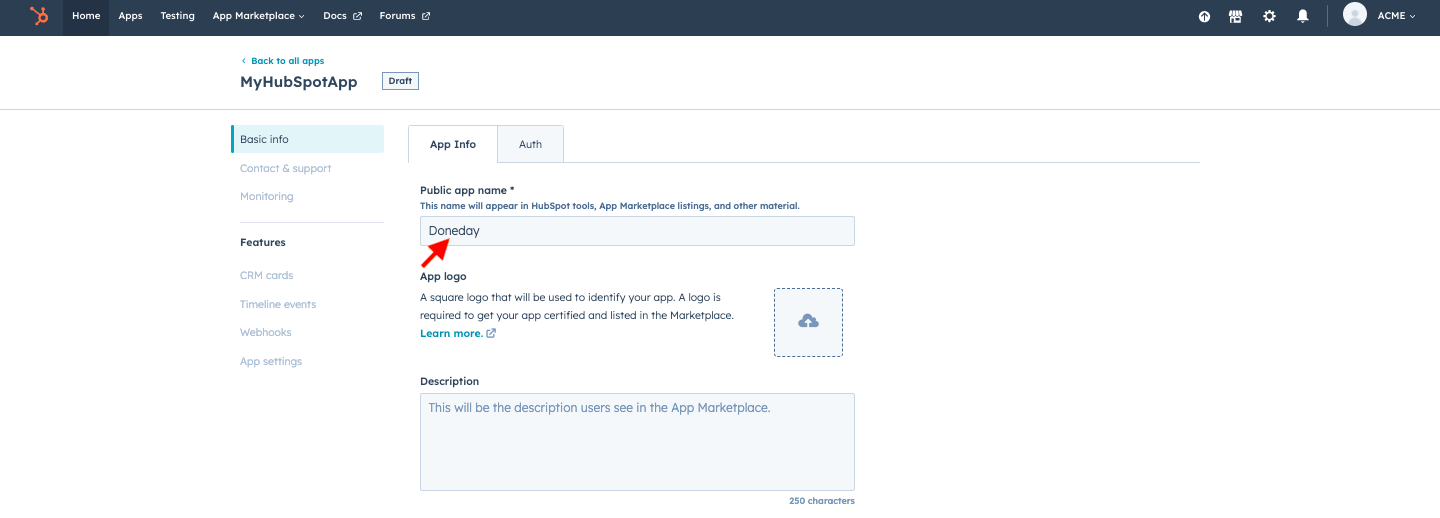 Home Apps Testing App Marketplace Docs Forums ACME
Back to all apps
MyHubSpotApp Draft
Basic info
Contact & support
Monitoring
Features
CRM cards
Timeline events
Webhooks
App settings
App Info Auth
Public app name *
This name will appear in HubSpot tools, App Marketplace listings, and other material.
Doneday
App logo
A square logo that will be used to identify your app. A logo is
required to get your app certified and listed in the Marketplace.
Learn more.
Description
This will be the description users see in the App Marketplace.
250 characters